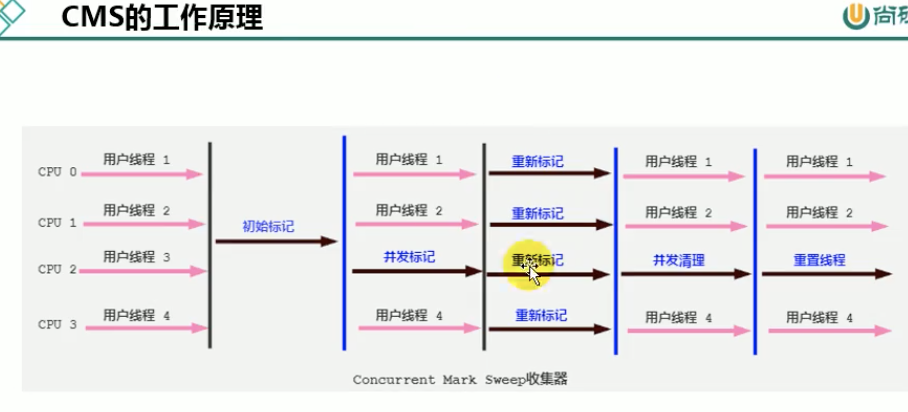 CMS的工作原理
尚硅
用户线程 1 用户线程 1 重新标记 用户线程 1 用户线程 1
CPU 0
用户线程 2 用户线程 2 重新标记 用户线程 2 用户线程 2
CPU 1
初始标记
用户线程 3 并发标记 重新标记 并发清理 重置线程
CPU 2
用户线程 4 用户线程 4 重新标记 用户线程 4 用户线程 4
CPU 3
Concurrent Mark Sweep收集器